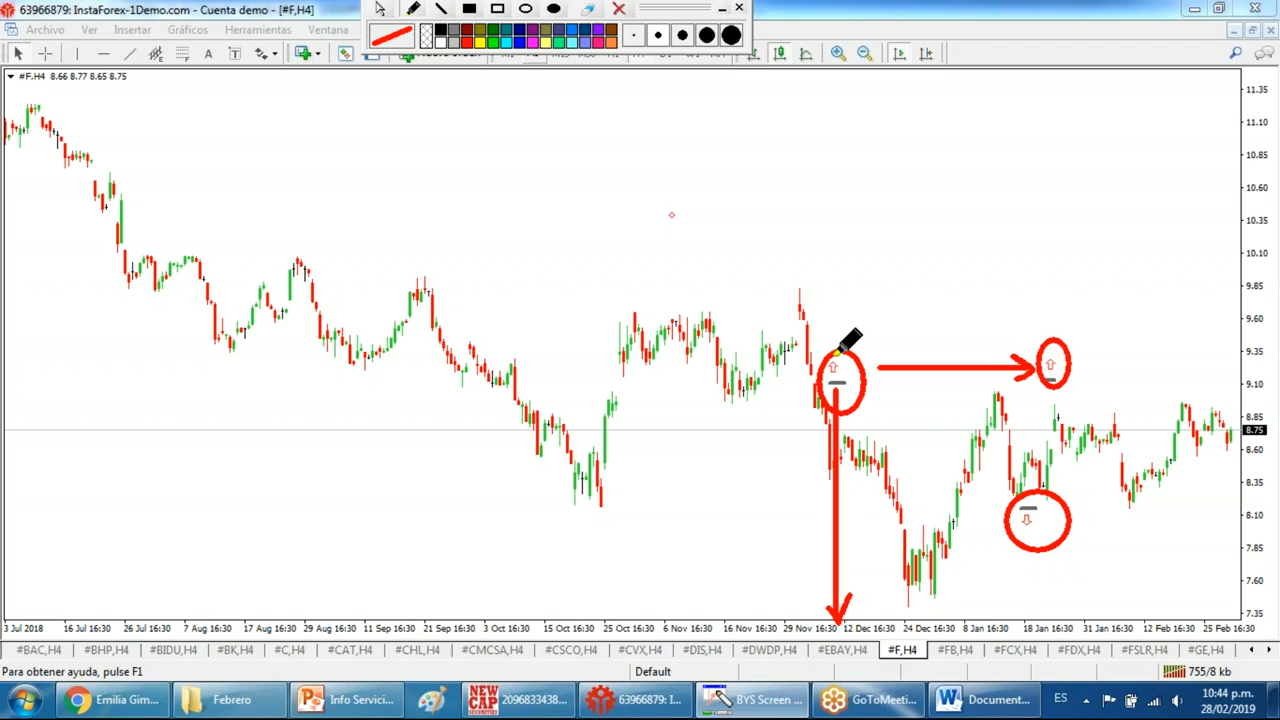 63966879: InstaForex-1Demo.com - Cuenta demo - [#F,H4]
Archivo Ver Insertar Gráficos Herramientas Ventana
#F,H4 8.66 8.77 8.65 8.75
11.35
11.10
10.85
10.60
10.35
10.10
9.85
9.60
9.35
9.10
8.85
8.75
8.60
8.35
8.10
7.85
7.60
7.35
3 Jul 2018 16 Jul 16:30 26 Jul 16:30 7 Aug 16:30 17 Aug 16:30 29 Aug 16:30 11 Sep 16:30 21 Sep 16:30 3 Oct 16:30 15 Oct 16:30 25 Oct 16:30 6 Nov 16:30 16 Nov 16:30 29 Nov 16:30 12 Dec 16:30 24 Dec 16:30 8 Jan 16:30 18 Jan 16:30 31 Jan 16:30 12 Feb 16:30 25 Feb 16:30
#BAC,H4 #BHP,H4 #BIDU,H4 #BK,H4 #C,H4 #CAT,H4 #CHL,H4 #CMCSA,H4 #CSCO,H4 #CVX,H4 #DIS,H4 #DWDP,H4 #EBAY,H4 #F,H4 #FB,H4 #FCX,H4 #FDX,H4 #FSLR,H4 #GE,H4
Para obtener ayuda, pulse F1 Default 755/8 kb
Emilia Gim... Febrero Info Servici... NEW CAP SECURITIES 2096833438... 63966879: I... BYS Screen ... GoToMeeti... Document... ES 10:44 p.m.
28/02/2019